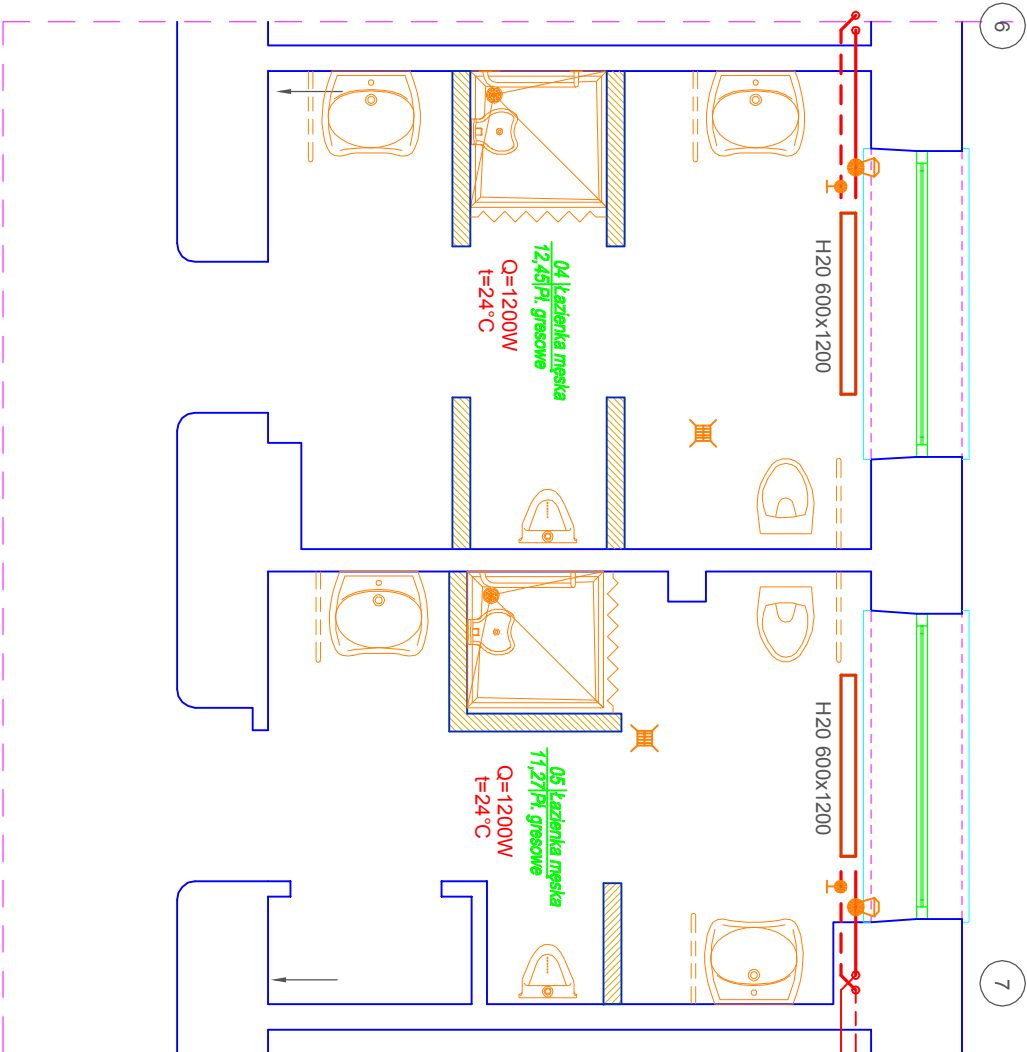 6
H20 600x1200
04 Łazienka męska
12,45 Pł. gresowe
Q=1200W
t=24°C
H20 600x1200
05 Łazienka męska
11,27 Pł. gresowe
Q=1200W
t=24°C
7